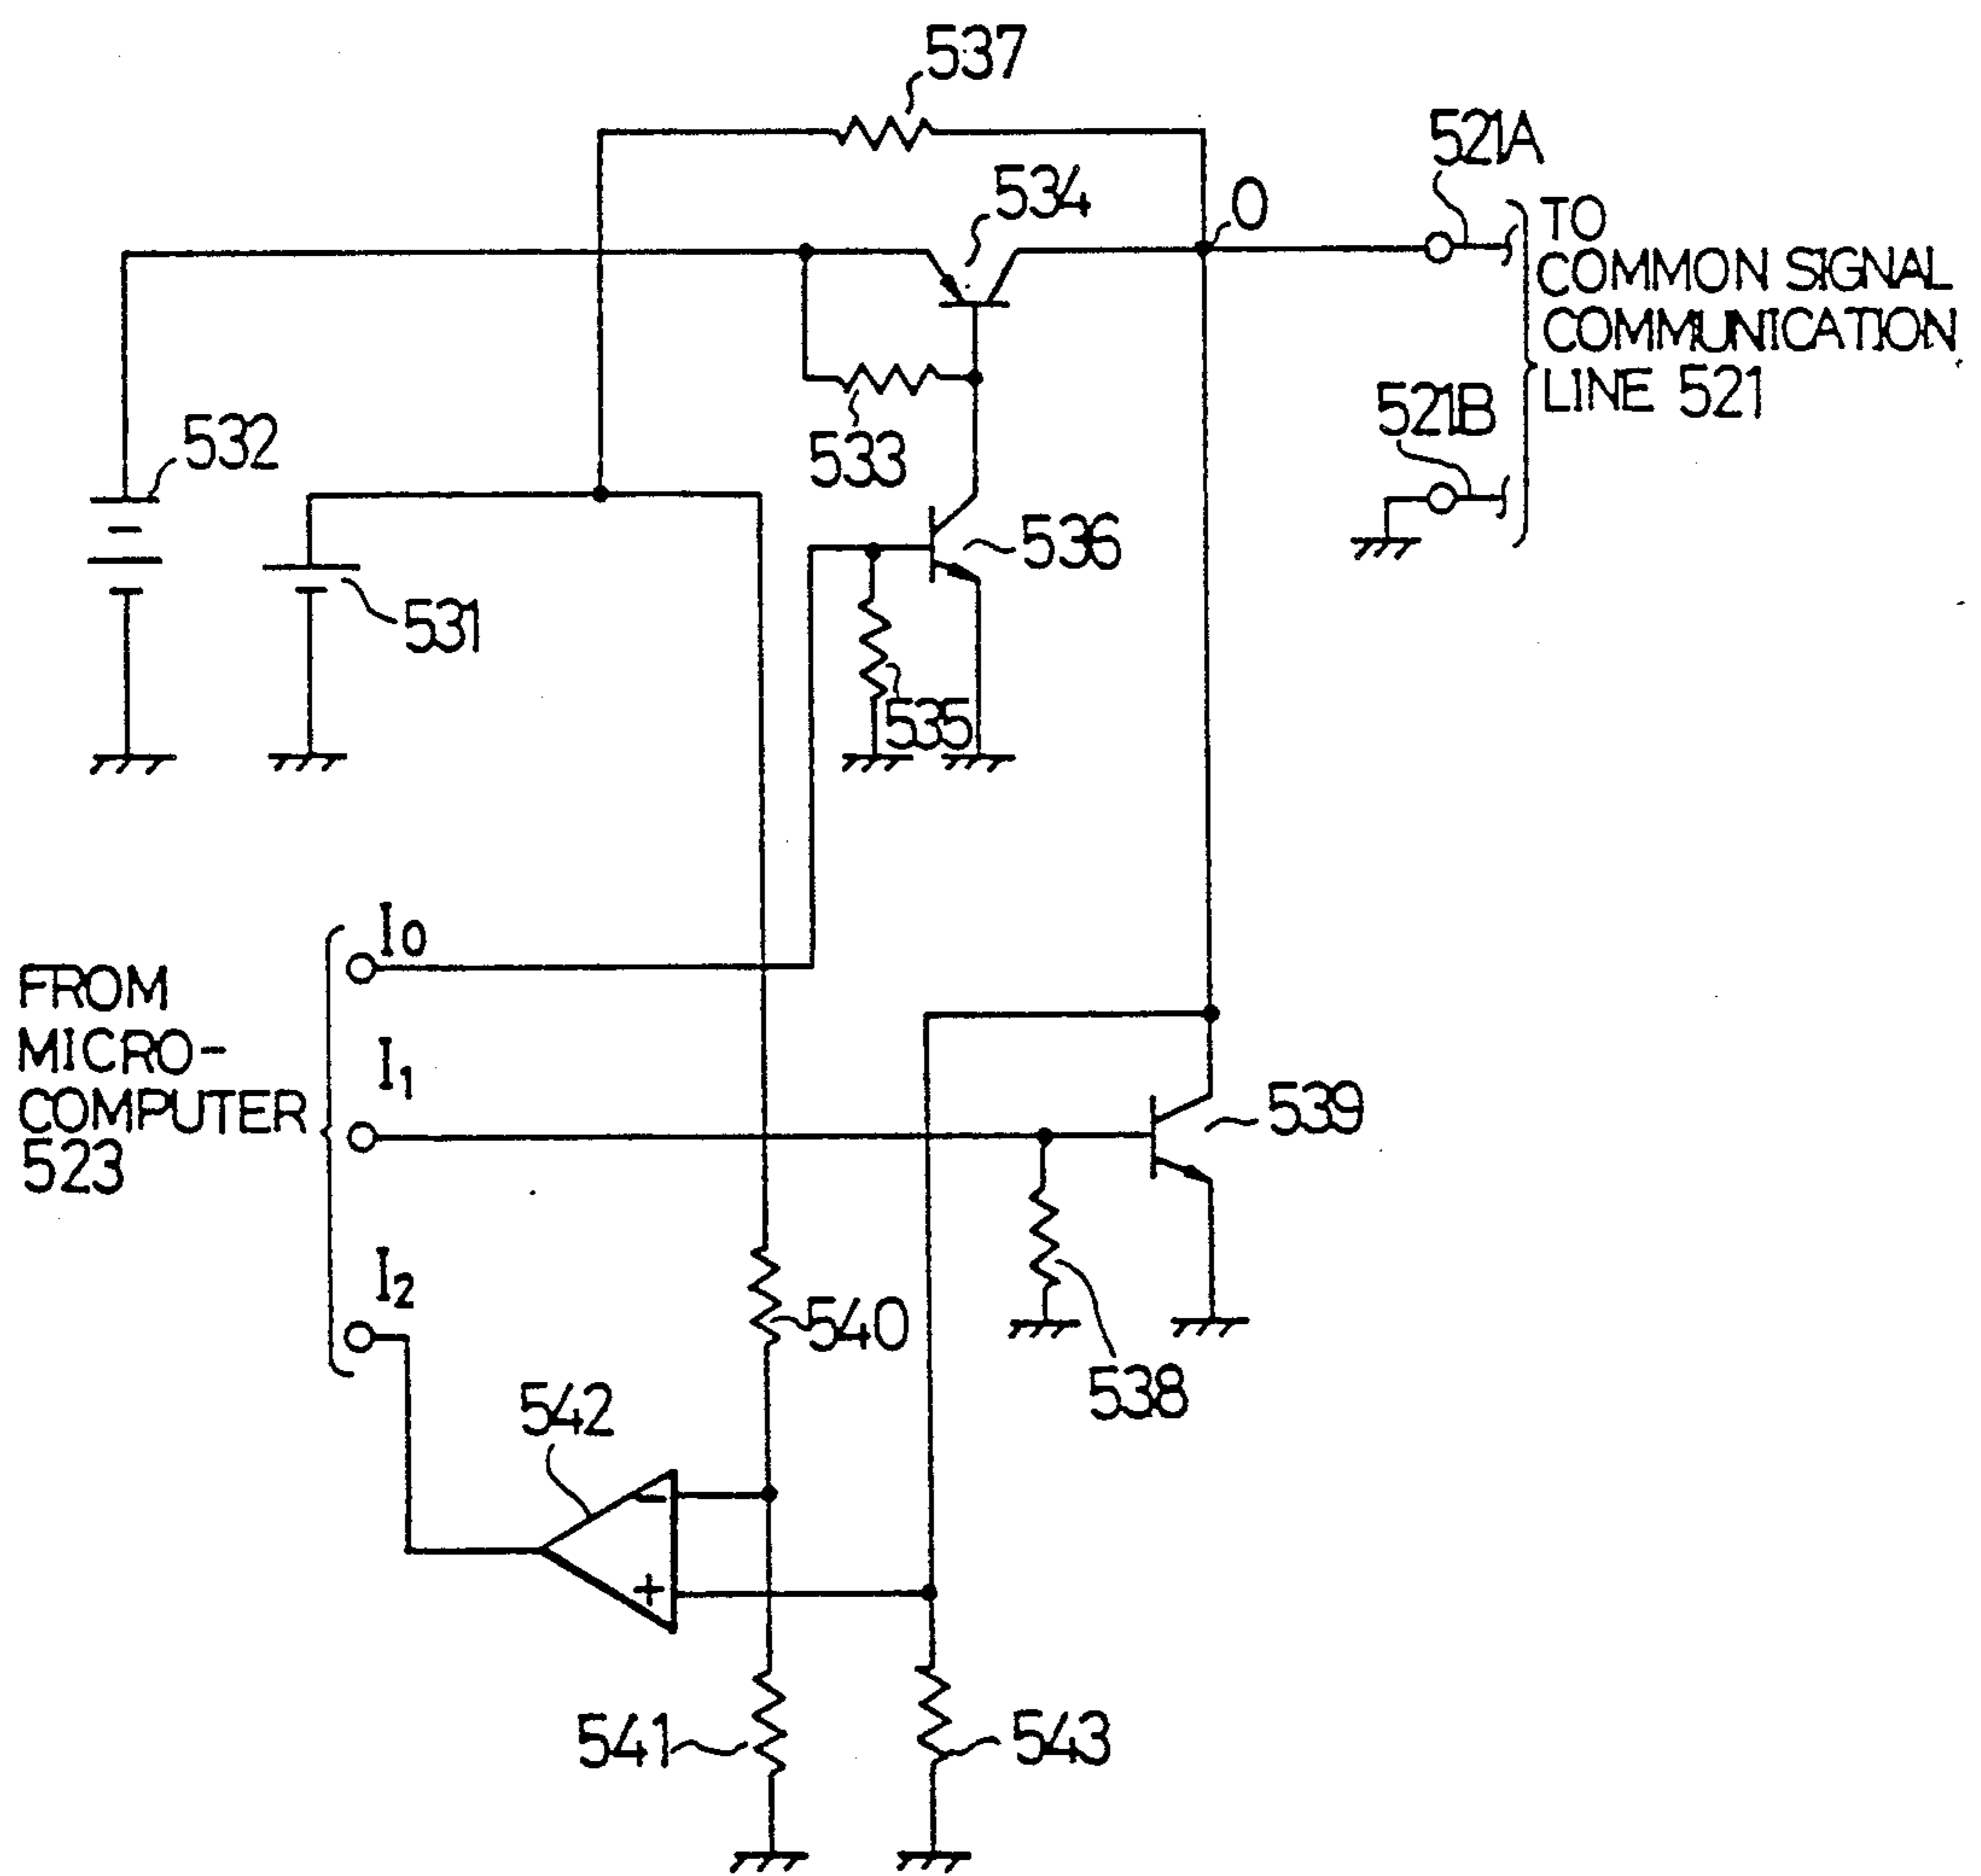 537
534
O
521A
TO
COMMON SIGNAL
COMMUNICATION
LINE 521
521B
533
532
536
531
535
I0
FROM
MICRO-
COMPUTER
523
I1
539
I2
540
538
542
−
+
541
543